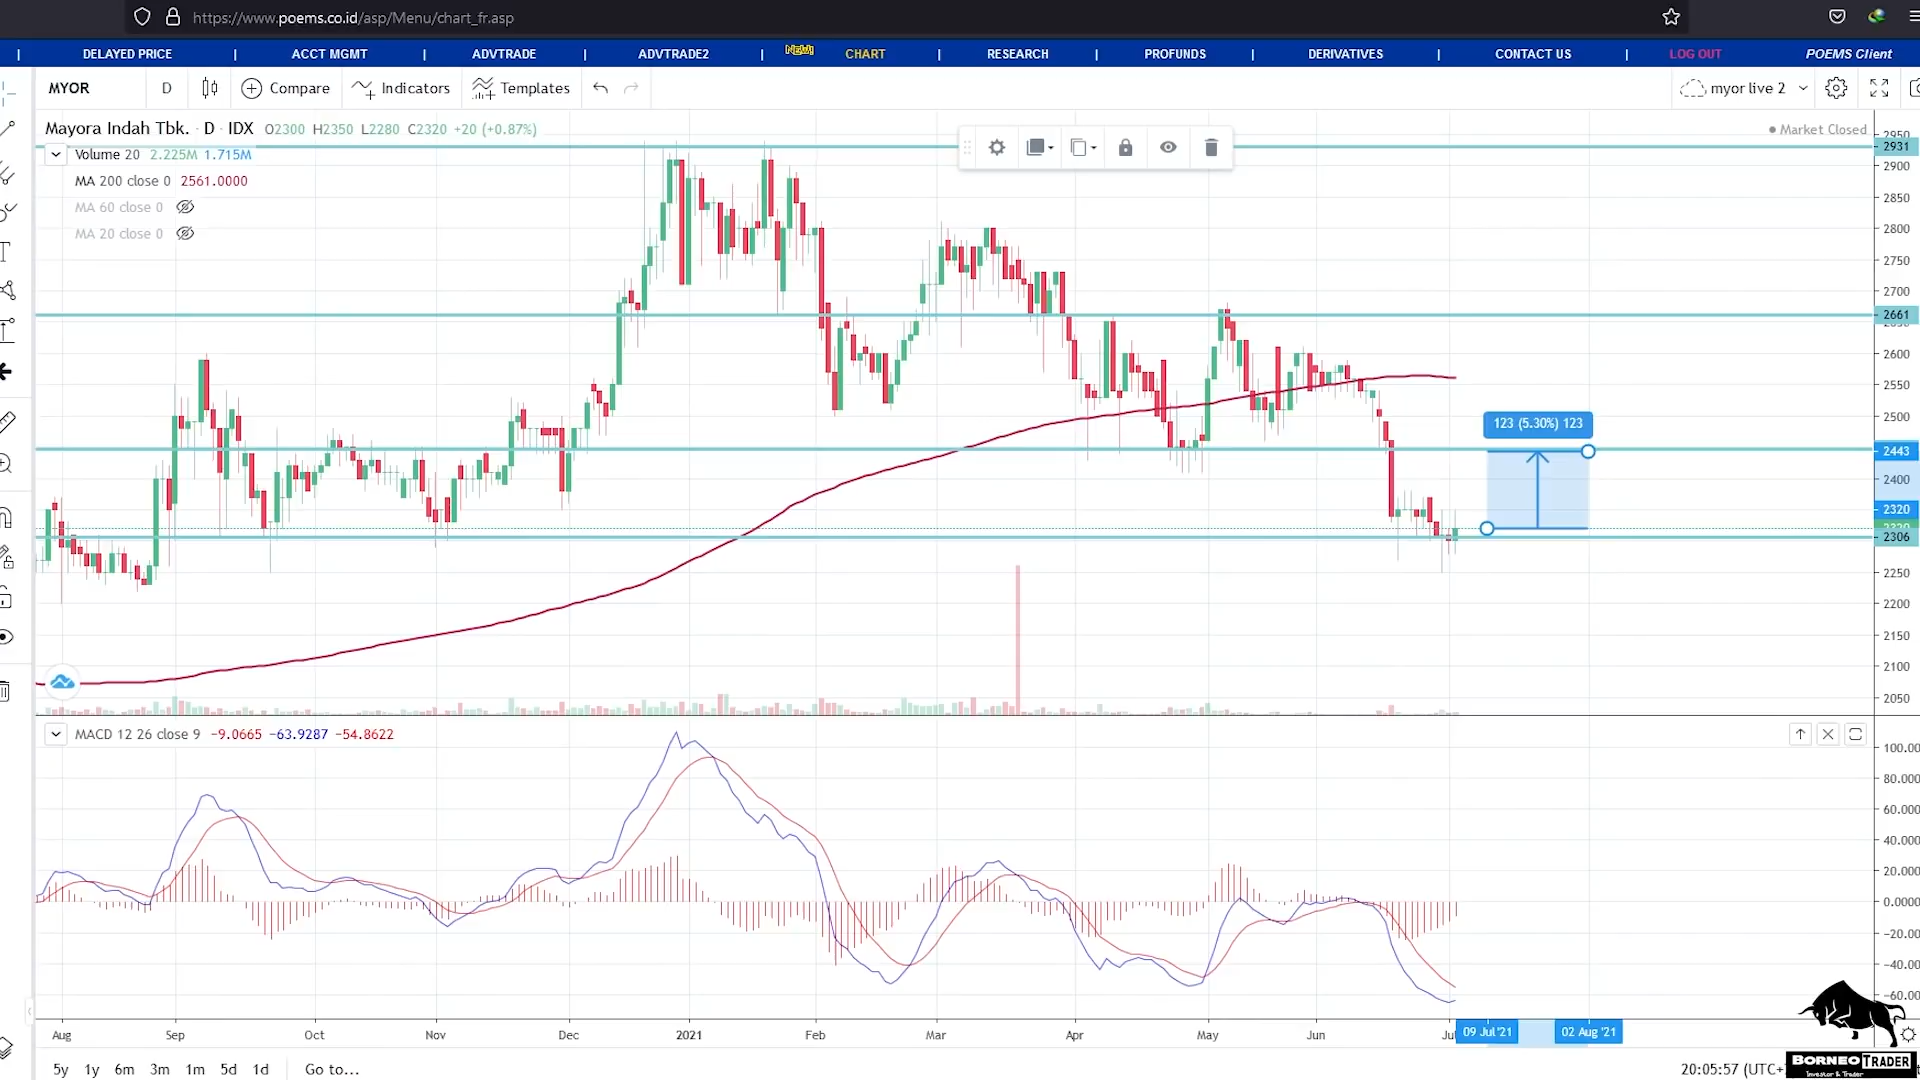 https://www.poems.co.id/asp/Menu/chart_fr.asp
| DELAYED PRICE | ACCT MGMT | ADVTRADE | ADVTRADE2 | NEW! CHART | RESEARCH | PROFUNDS | DERIVATIVES | CONTACT US | LOG OUT POEMS Client
MYOR D Compare Indicators Templates myor live 2
Mayora Indah Tbk. · D · IDX O2300 H2350 L2280 C2320 +20 (+0.87%)
Market Closed
Volume 20 2.225M 1.715M
MA 200 close 0 2561.0000
MA 60 close 0
MA 20 close 0
2950
2931
2900
2850
2800
2750
2700
2661
2600
2550
2500
123 (5.30%) 123
2443
2400
2320
2306
2250
2200
2150
2100
2050
MACD 12 26 close 9 −9.0665 −63.9287 −54.8622
100.00
80.000
60.000
40.000
20.000
0.0000
−20.00
−40.00
−60.00
Aug Sep Oct Nov Dec 2021 Feb Mar Apr May Jun Jul 09 Jul '21 02 Aug '21
5y 1y 6m 3m 1m 5d 1d Go to...
20:05:57 (UTC+
BORNEO TRADER
Investor & Trader